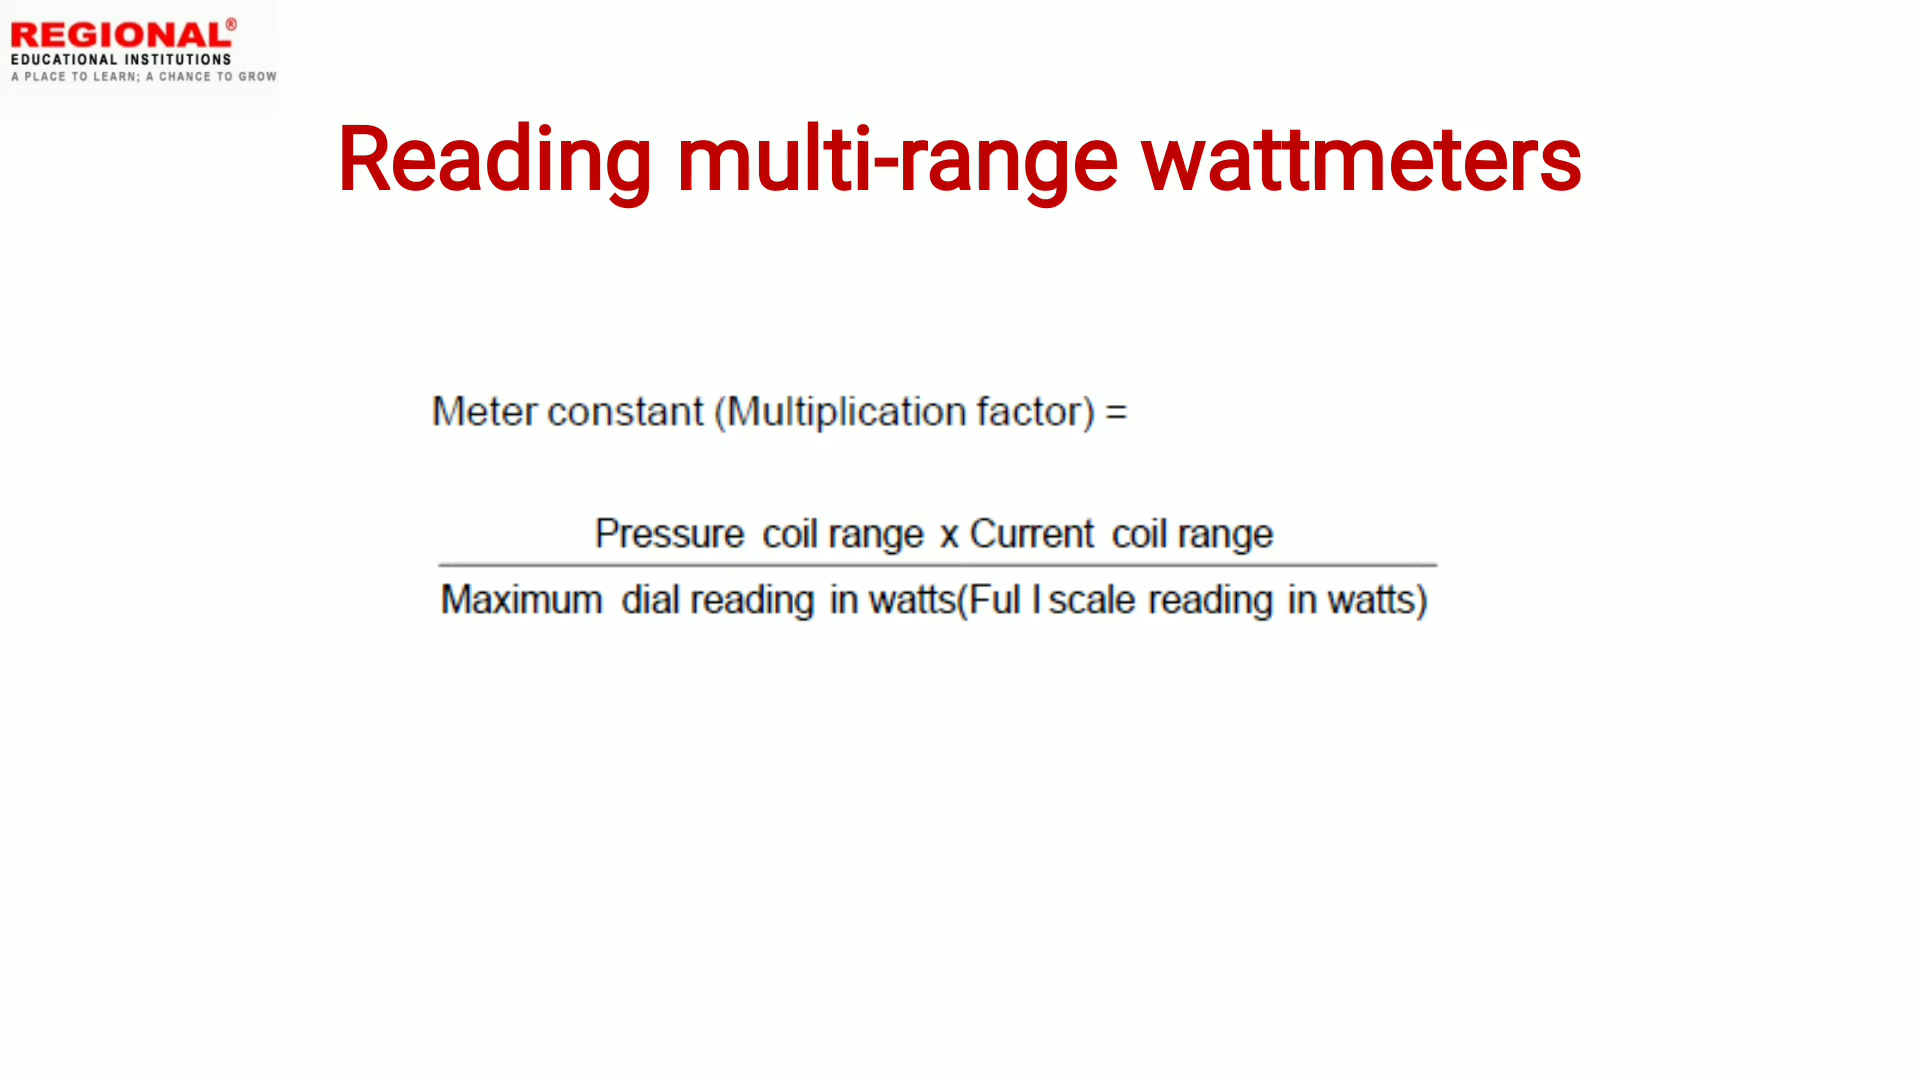 REGIONAL®
EDUCATIONAL INSTITUTIONS
A PLACE TO LEARN; A CHANCE TO GROW
Reading multi-range wattmeters
Meter constant (Multiplication factor) =
Pressure coil range x Current coil range
Maximum dial reading in watts(Ful l scale reading in watts)